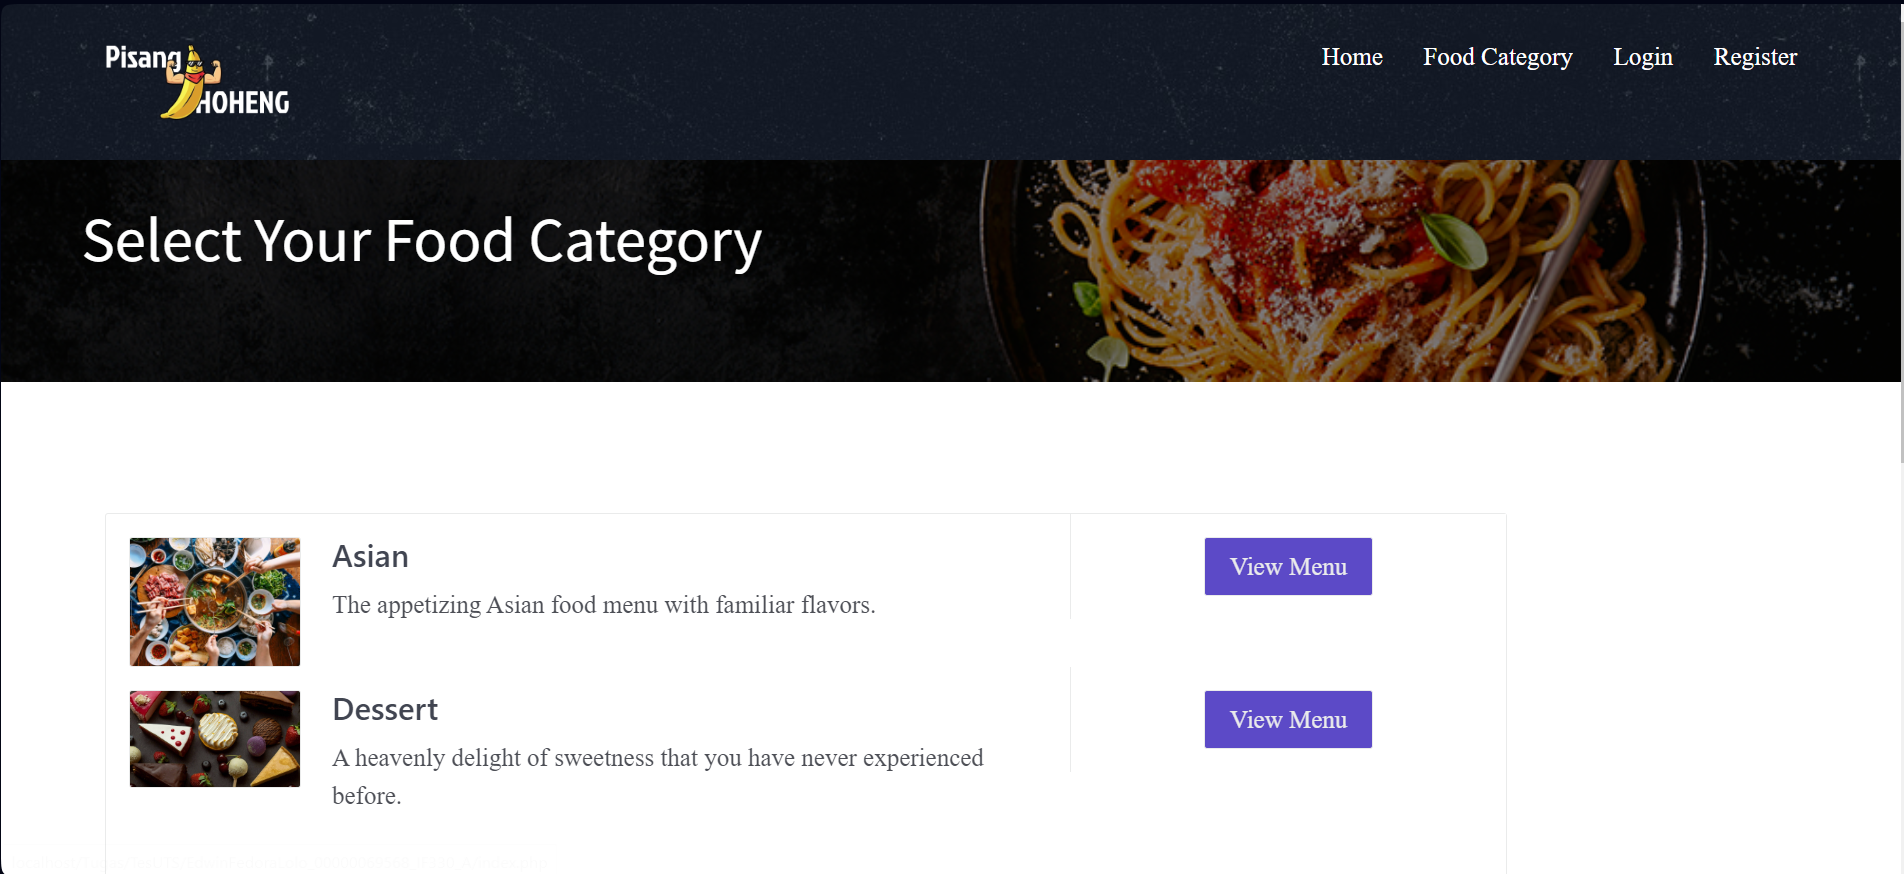 Pisang
HOHENG
Home Food Category Login Register
Select Your Food Category
Asian
The appetizing Asian food menu with familiar flavors.
View Menu
Dessert
A heavenly delight of sweetness that you have never experienced
before.
View Menu